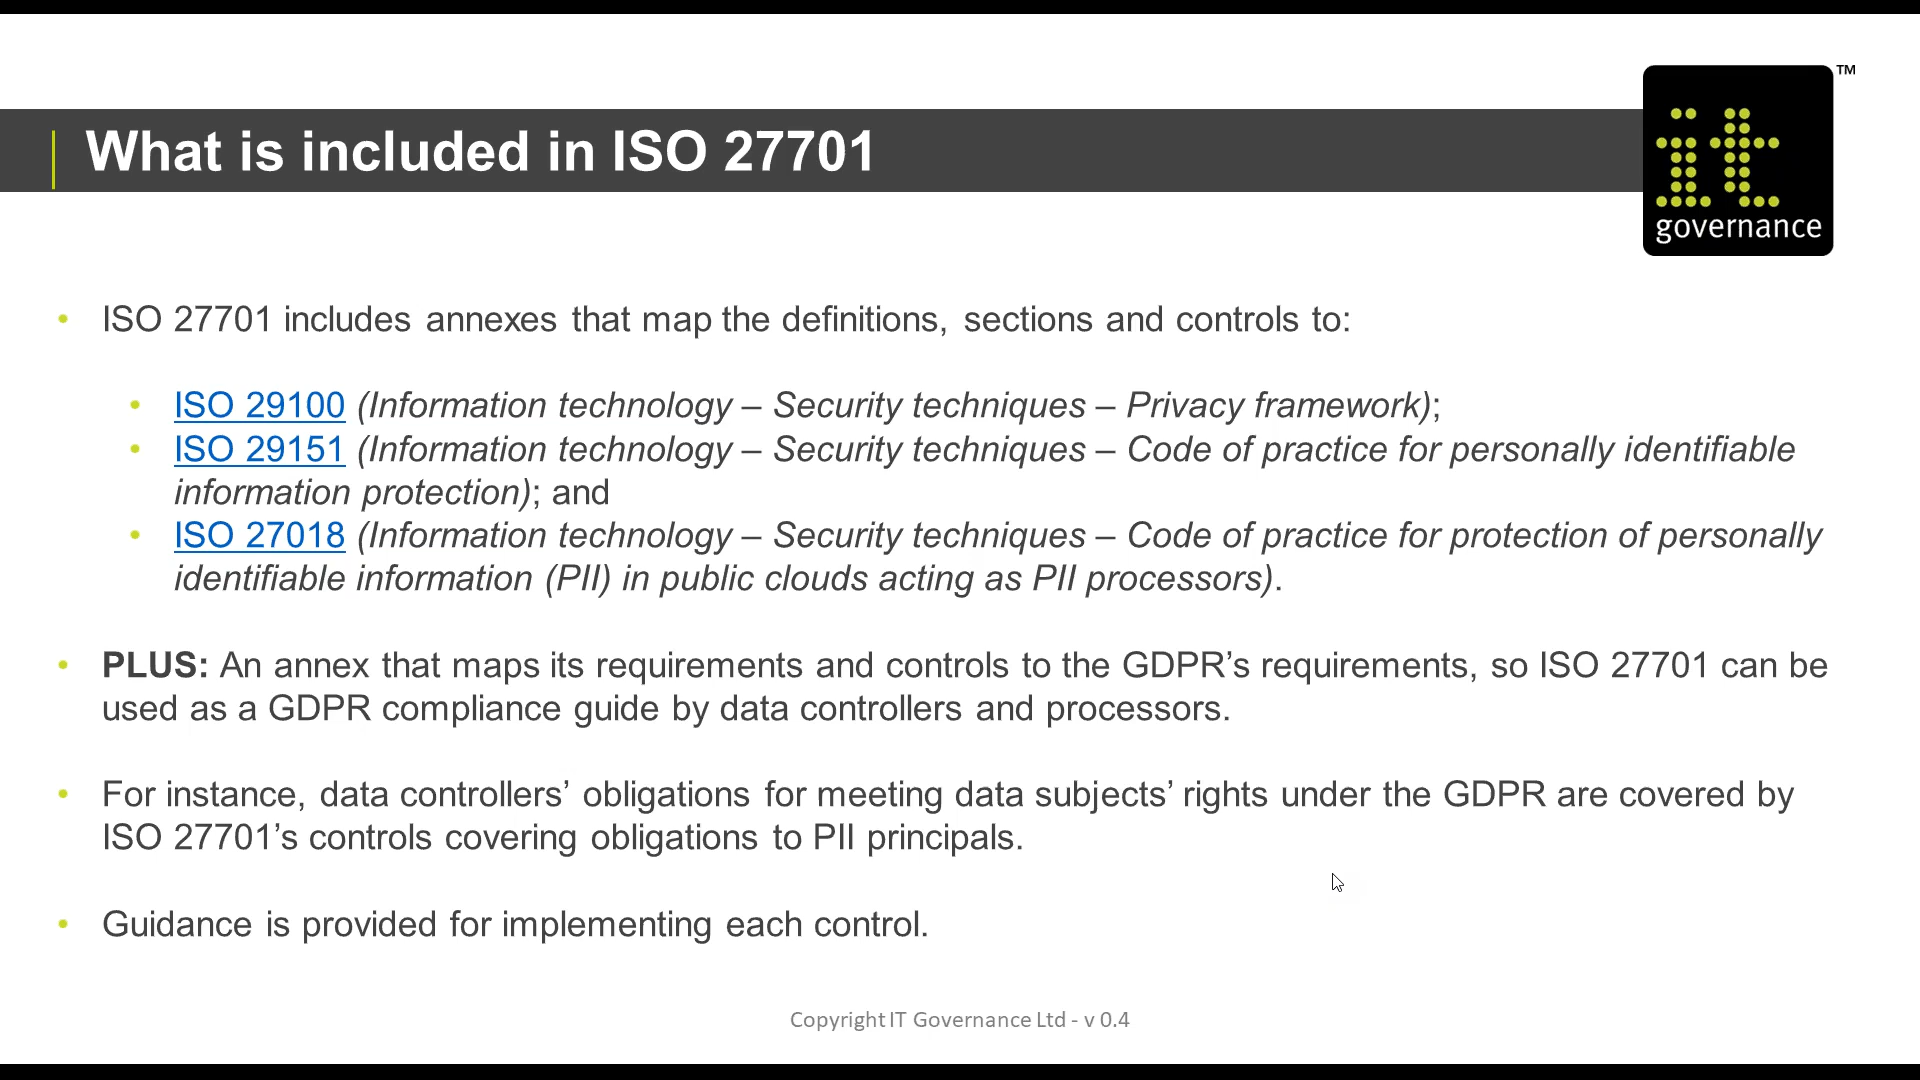 TM
What is included in ISO 27701
it
governance
• ISO 27701 includes annexes that map the definitions, sections and controls to:
• ISO 29100 (Information technology – Security techniques – Privacy framework);
• ISO 29151 (Information technology – Security techniques – Code of practice for personally identifiable
information protection); and
• ISO 27018 (Information technology – Security techniques – Code of practice for protection of personally
identifiable information (PII) in public clouds acting as PII processors).
• PLUS: An annex that maps its requirements and controls to the GDPR’s requirements, so ISO 27701 can be
used as a GDPR compliance guide by data controllers and processors.
• For instance, data controllers’ obligations for meeting data subjects’ rights under the GDPR are covered by
ISO 27701’s controls covering obligations to PII principals.
• Guidance is provided for implementing each control.
Copyright IT Governance Ltd - v 0.4